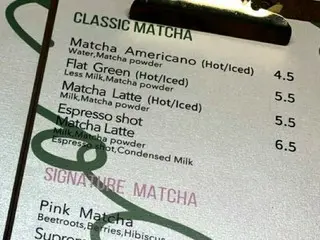 CLASSIC MATCHA
Matcha Americano (Hot/Iced) 4.5
Water,Matcha powder
Flat Green (Hot/Iced) 5.5
Less Milk,Matcha powder
Matcha Latte (Hot/Iced) 5.5
Milk,Matcha powder
Espresso shot 6.5
Matcha Latte
Milk,Matcha powder
Espresso shot,Condensed Milk
SIGNATURE MATCHA
Pink Matcha
Beetroots,Berries,Hibiscus